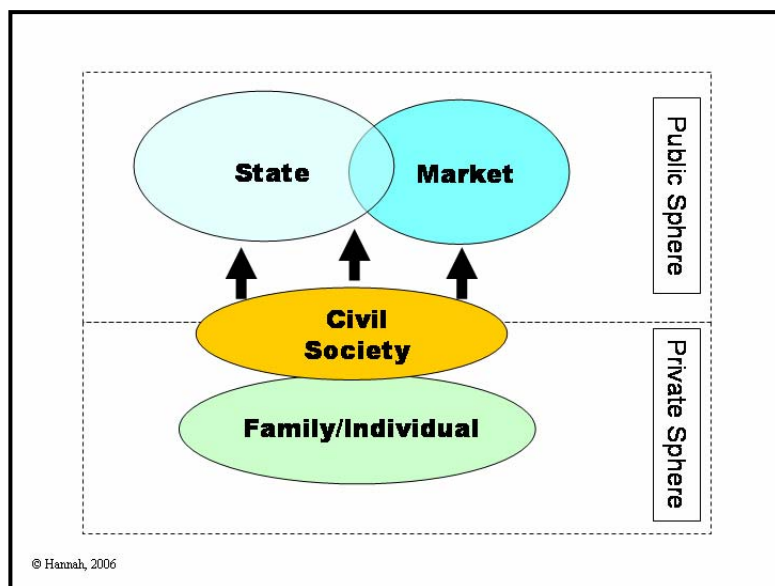 State
Market
Public Sphere
Civil
Society
Family/Individual
Private Sphere
© Hannah, 2006